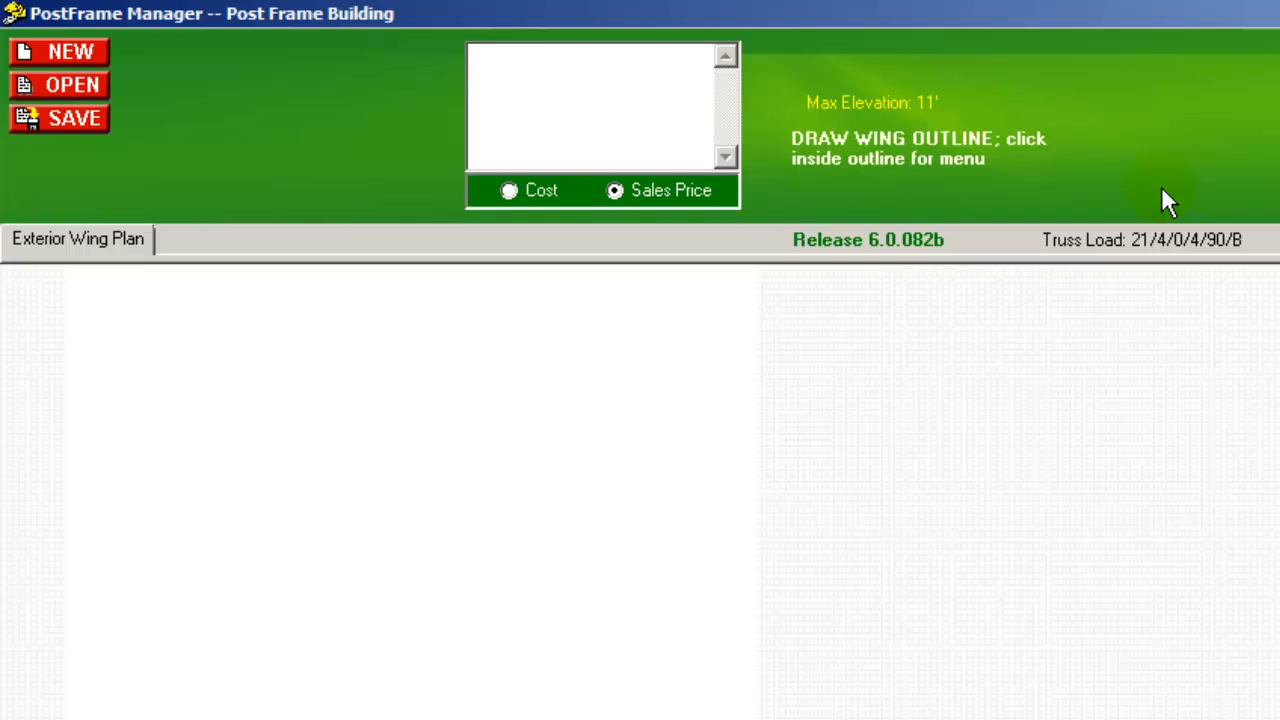 PostFrame Manager -- Post Frame Building
NEW
OPEN
SAVE
Cost
Sales Price
Max Elevation: 11'
DRAW WING OUTLINE; click
inside outline for menu
Exterior Wing Plan
Release 6.0.082b
Truss Load: 21/4/0/4/90/B